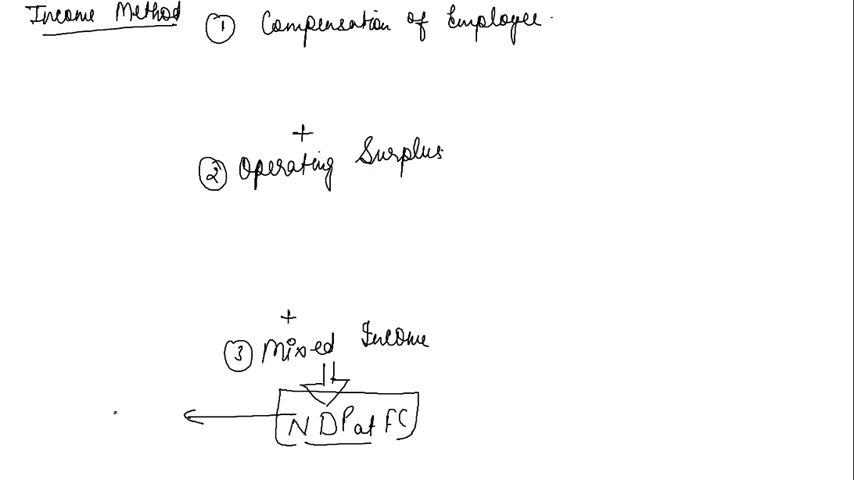 Income Method ① Compensation of Employee.
+
② Operating Surplus
+
③ Mixed Income
NDP at FC